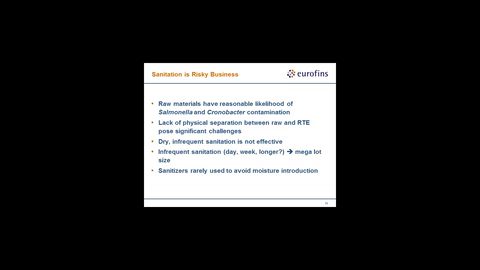 Sanitation is Risky Business
eurofins
• Raw materials have reasonable likelihood of
Salmonella and Cronobacter contamination
• Lack of physical separation between raw and RTE
pose significant challenges
• Dry, infrequent sanitation is not effective
• Infrequent sanitation (day, week, longer?) → mega lot
size
• Sanitizers rarely used to avoid moisture introduction